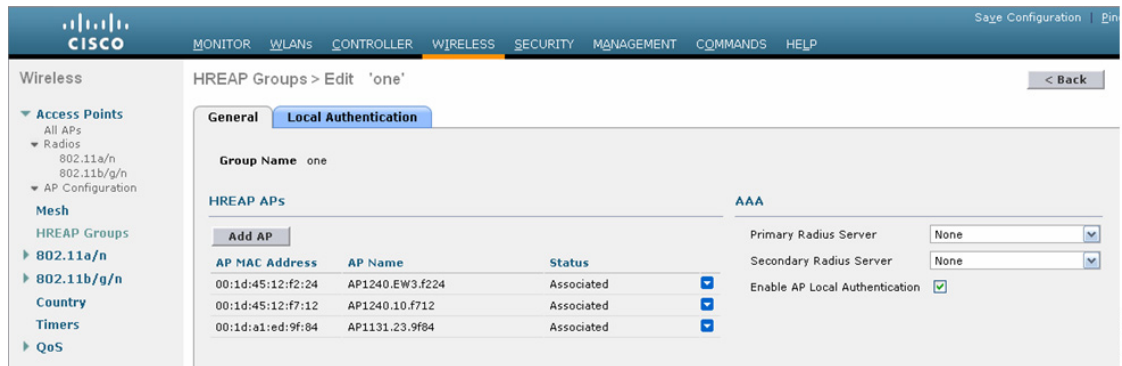 Save Configuration | Pin
CISCO
MONITOR WLANs CONTROLLER WIRELESS SECURITY MANAGEMENT COMMANDS HELP
Wireless
Access Points
All APs
Radios
802.11a/n
802.11b/g/n
AP Configuration
Mesh
HREAP Groups
802.11a/n
802.11b/g/n
Country
Timers
QoS
HREAP Groups > Edit 'one'
< Back
General Local Authentication
Group Name one
HREAP APs
Add AP
AP MAC Address AP Name Status
00:1d:45:12:f2:24 AP1240.EW3.f224 Associated
00:1d:45:12:f7:12 AP1240.10.f712 Associated
00:1d:a1:ed:9f:84 AP1131.23.9f84 Associated
AAA
Primary Radius Server None
Secondary Radius Server None
Enable AP Local Authentication